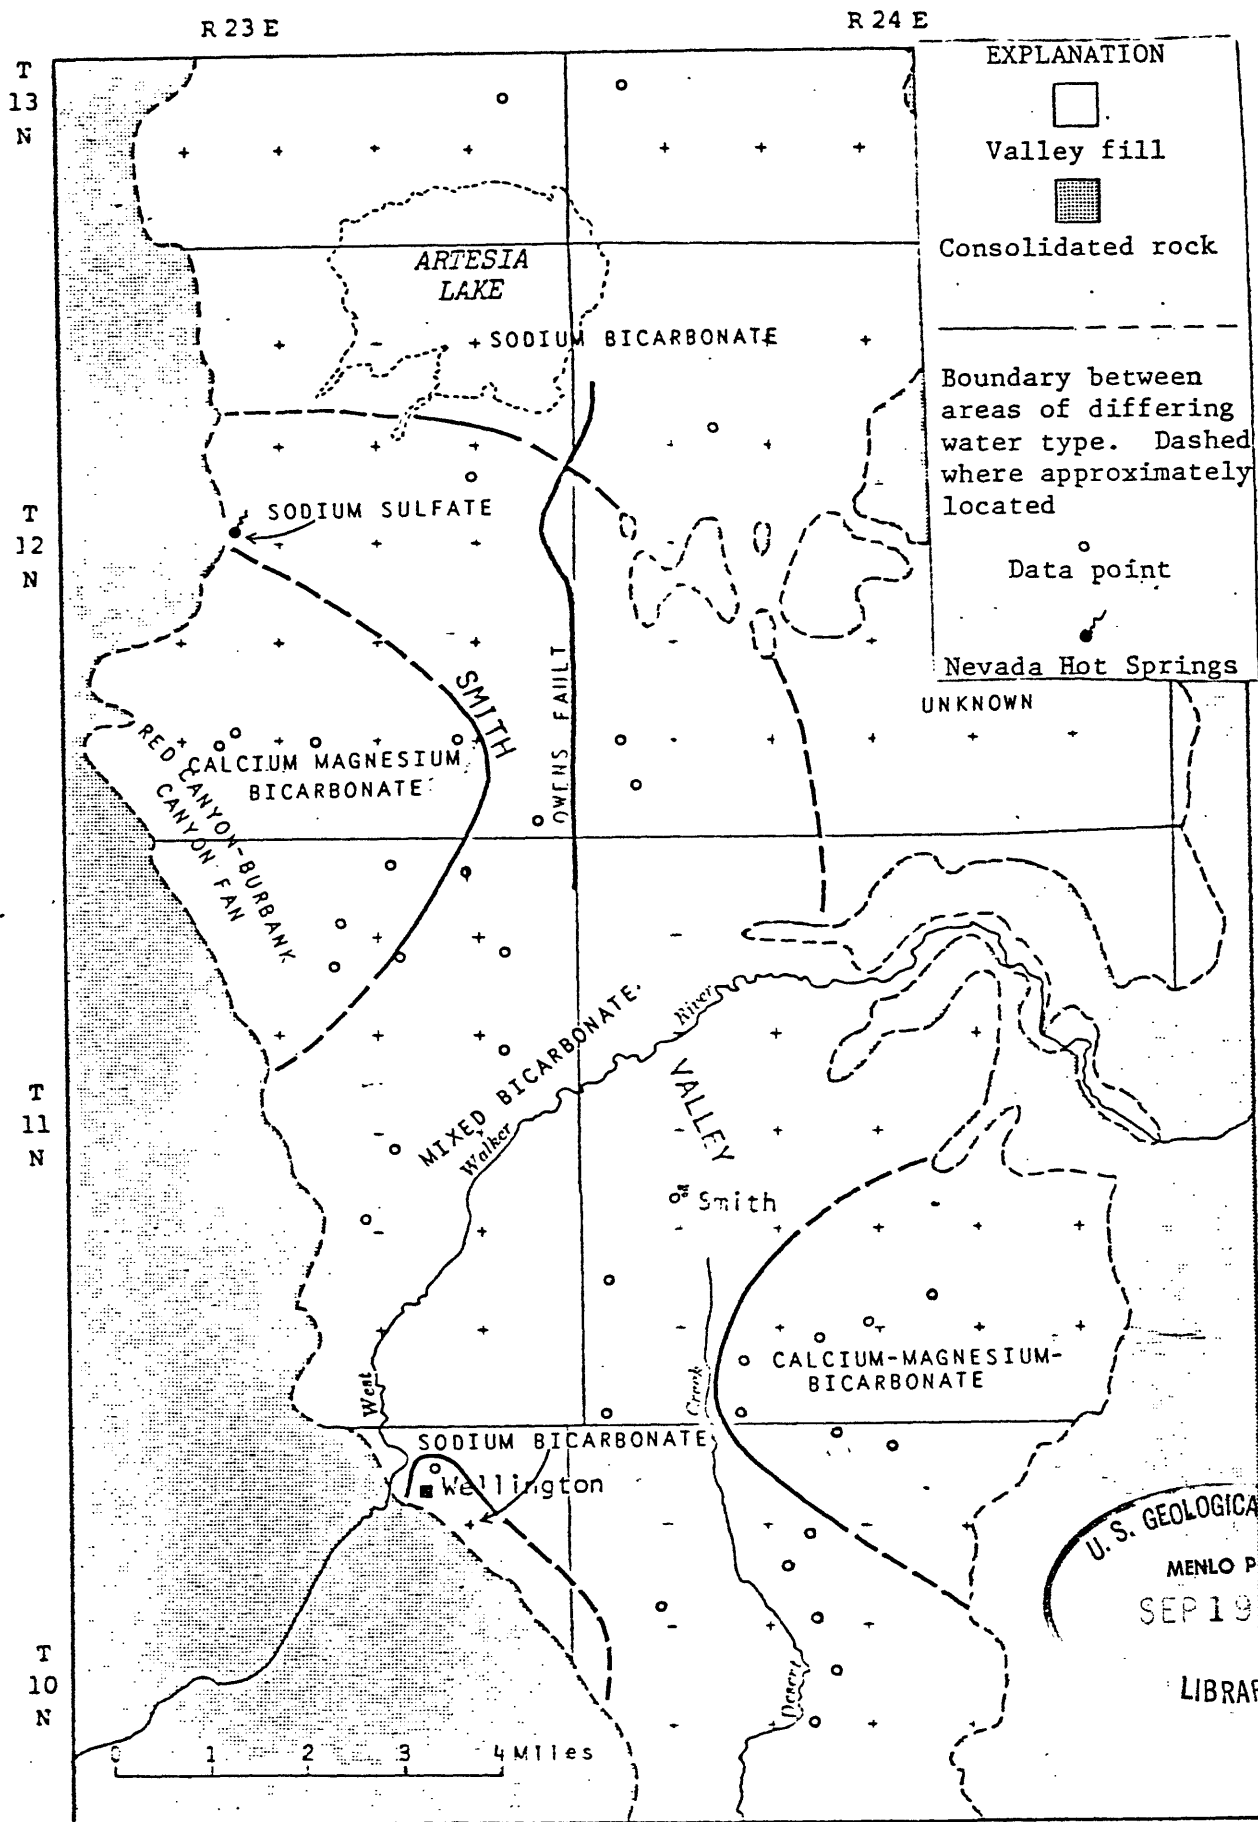 R 23 E
R 24 E
T
13
N
EXPLANATION
Valley fill
Consolidated rock
Boundary between
areas of differing
water type. Dashed
where approximately
located
Data point
Nevada Hot Springs
ARTESIA
LAKE
SODIUM BICARBONATE
T
12
N
SODIUM SULFATE
SMITH
OWENS FAULT
UNKNOWN
CALCIUM MAGNESIUM
BICARBONATE
RED CANYON-BURBANK
CANYON FAN
MIXED BICARBONATE
River
VALLEY
T
11
N
Walker
Smith
CALCIUM-MAGNESIUM-
BICARBONATE
West
Creek
SODIUM BICARBONATE
Wellington
U. S. GEOLOGICA
MENLO P
SEP 19
LIBRAR
T
10
N
Desert
0 1 2 3 4 Miles